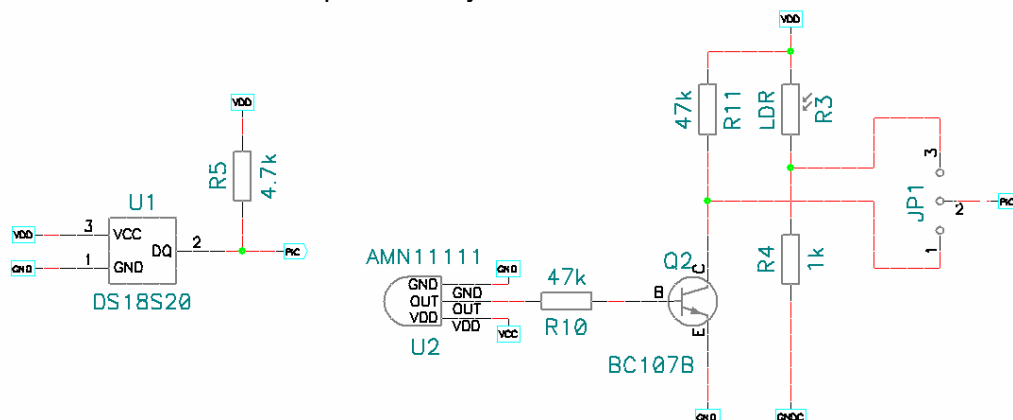 VDD
R5
4.7k
U1
VDD
3
VCC
DQ
2
PIC
GND
1
GND
DS18S20
AMN11111
GND
GND
OUT
VDD
GND
OUT
VDD
VCC
U2
47k
R10
B
Q2
C
E
BC107B
GND
VDD
47k
R11
LDR
R3
R4
1k
GNDC
3
JP1
2
1
PIC